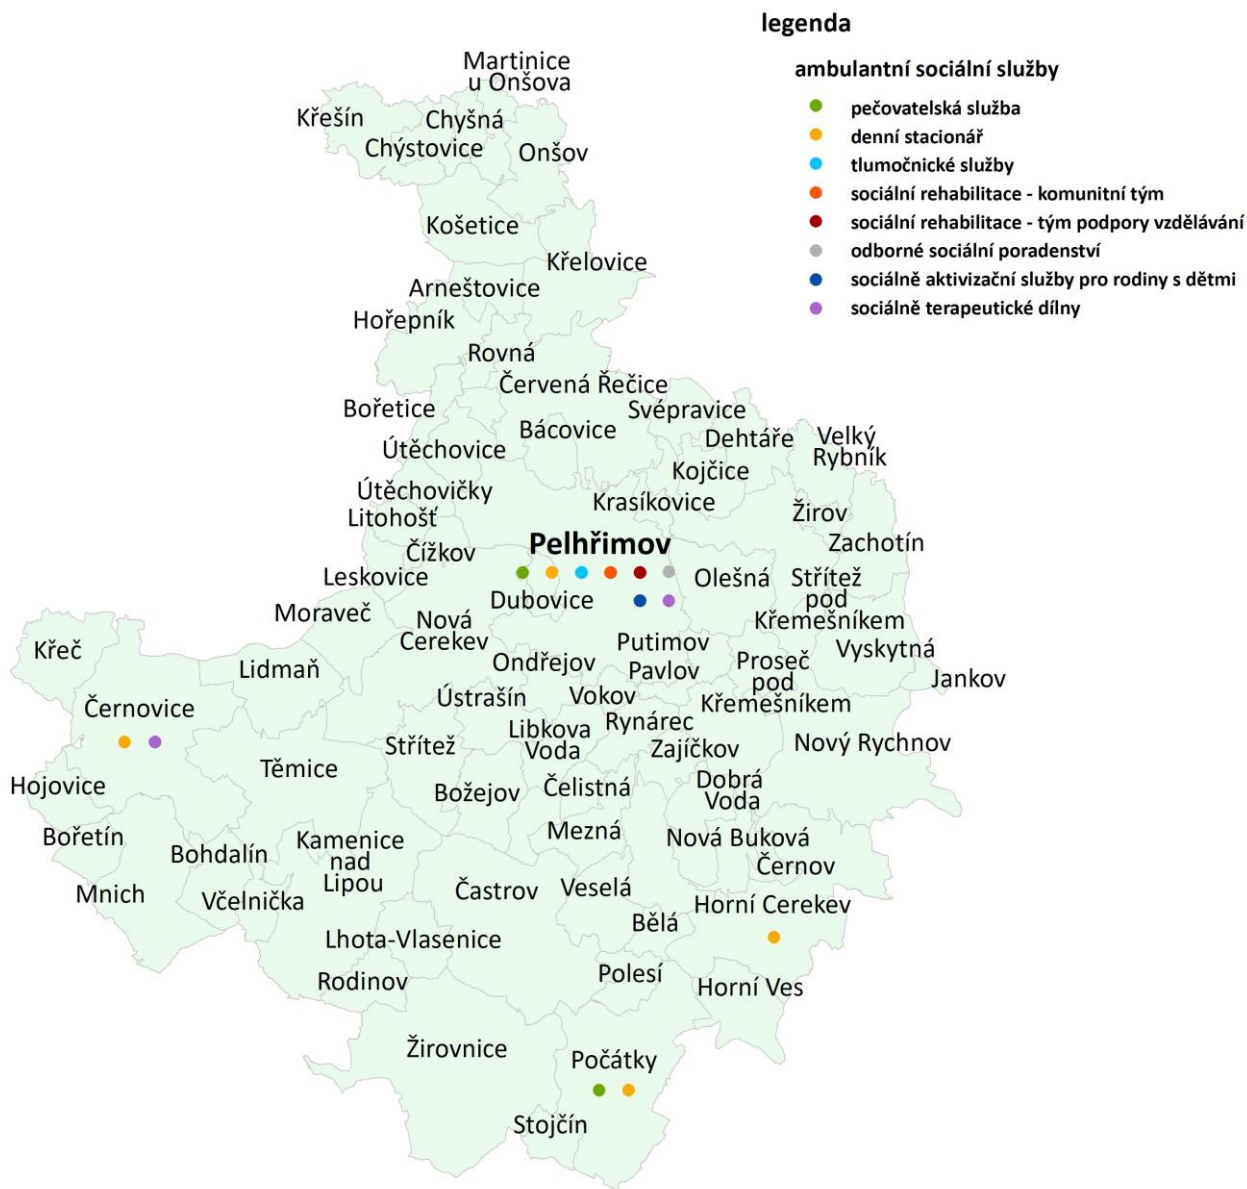 legenda
ambulantní sociální služby
pečovatelská služba
denní stacionář
tlumočnické služby
sociální rehabilitace - komunitní tým
sociální rehabilitace - tým podpory vzdělávání
odborné sociální poradenství
sociálně aktivizační služby pro rodiny s dětmi
sociálně terapeutické dílny
Martinice
u Onšova
Křešín
Chyšná
Chýstovice
Onšov
Košetice
Křelovice
Arneštovice
Hořepník
Rovná
Červená Řečice
Bořetice
Svépravice
Bácovice
Dehtáře
Velký
Rybník
Útěchovice
Kojčice
Útěchovičky
Krasíkovice
Litohošť
Žirov
Pelhřimov
Zachotín
Čížkov
Leskovice
Olešná
Střítež
pod
Křemešníkem
Dubovice
Moraveč
Nová
Cerekev
Putimov
Vyskytná
Křeč
Lidmaň
Ondřejov
Pavlov
Proseč
pod
Křemešníkem
Jankov
Černovice
Ústrašín
Vokov
Libkova
Voda
Rynárec
Střítež
Zajíčkov
Nový Rychnov
Těmice
Hojovice
Božejov
Čelistná
Dobrá
Voda
Bořetín
Kamenice
nad
Lipou
Mezná
Nová Buková
Bohdalín
Černov
Mnich
Včelnička
Častrov
Veselá
Horní Cerekev
Bělá
Lhota-Vlasenice
Rodinov
Polesí
Horní Ves
Žirovnice
Počátky
Stojčín